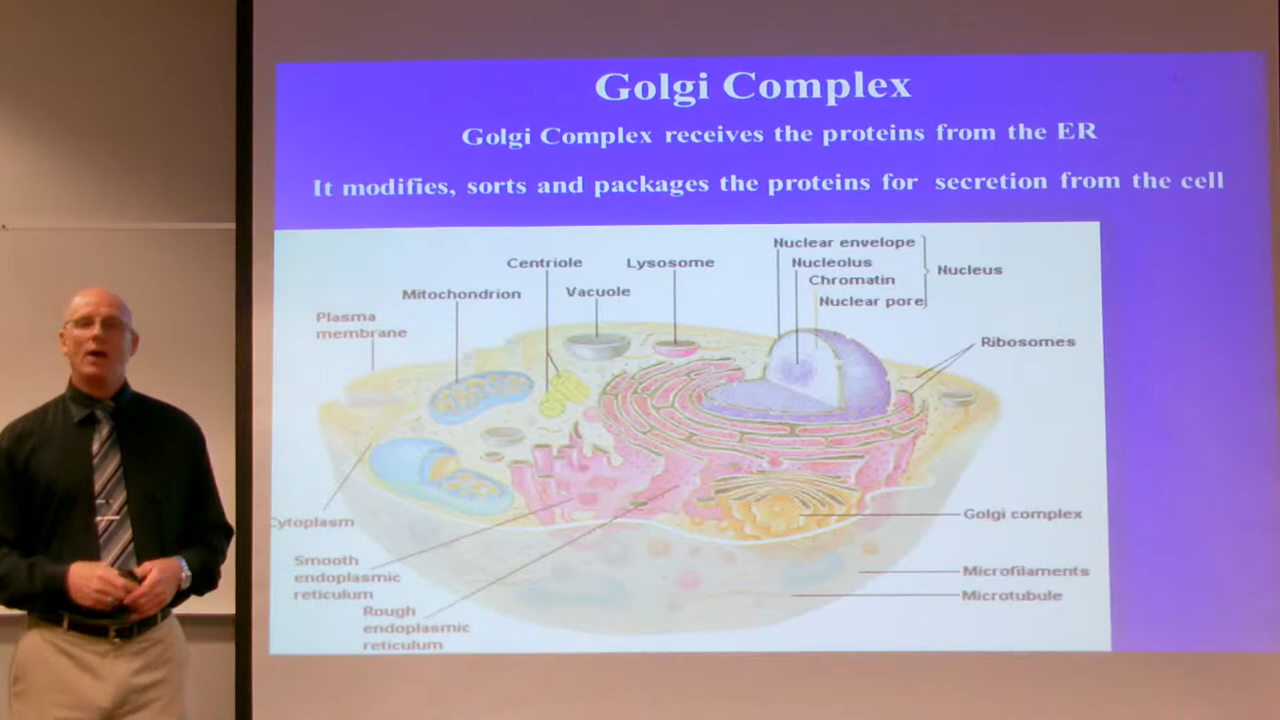 Golgi Complex
Golgi Complex receives the proteins from the ER
It modifies, sorts and packages the proteins for secretion from the cell
Nuclear envelope
Centriole
Lysosome
Nucleolus
Nucleus
Chromatin
Mitochondrion
Vacuole
Nuclear pore
Plasma
membrane
Ribosomes
Cytoplasm
Golgi complex
Smooth
endoplasmic
reticulum
Microfilaments
Microtubule
Rough
endoplasmic
reticulum